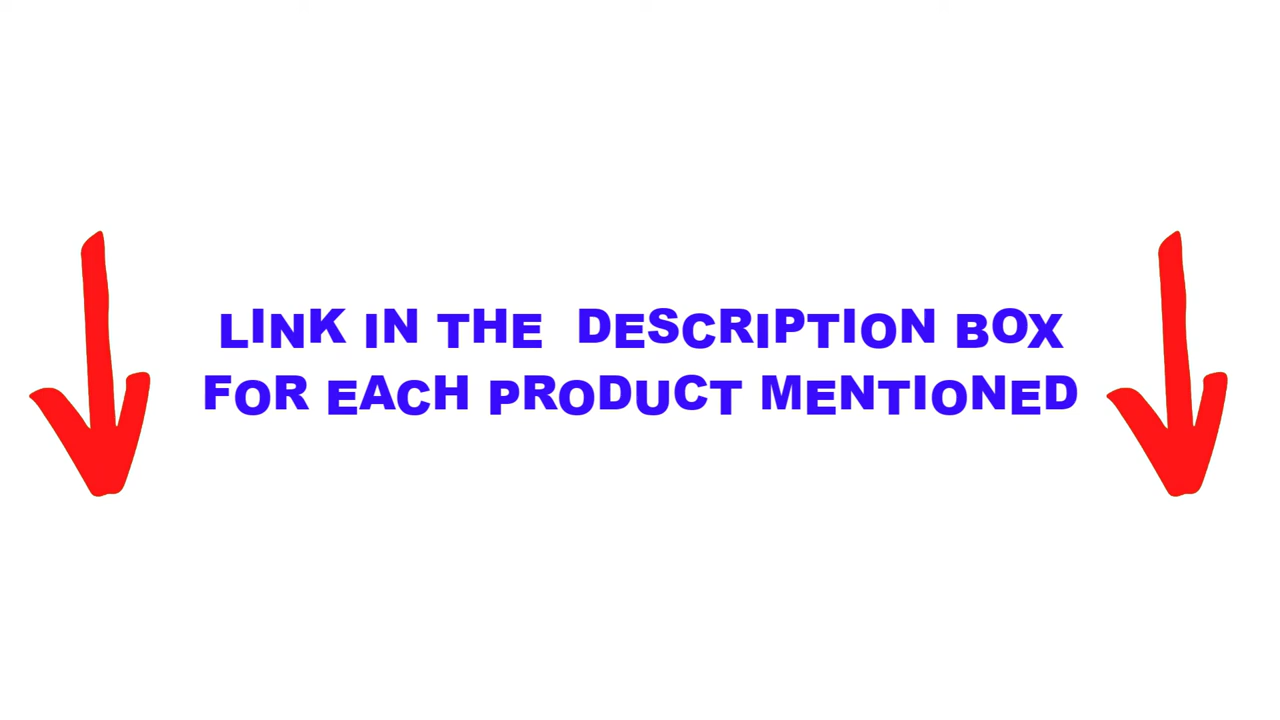 LINK IN THE DESCRIPTION BOX
FOR EACH PRODUCT MENTIONED